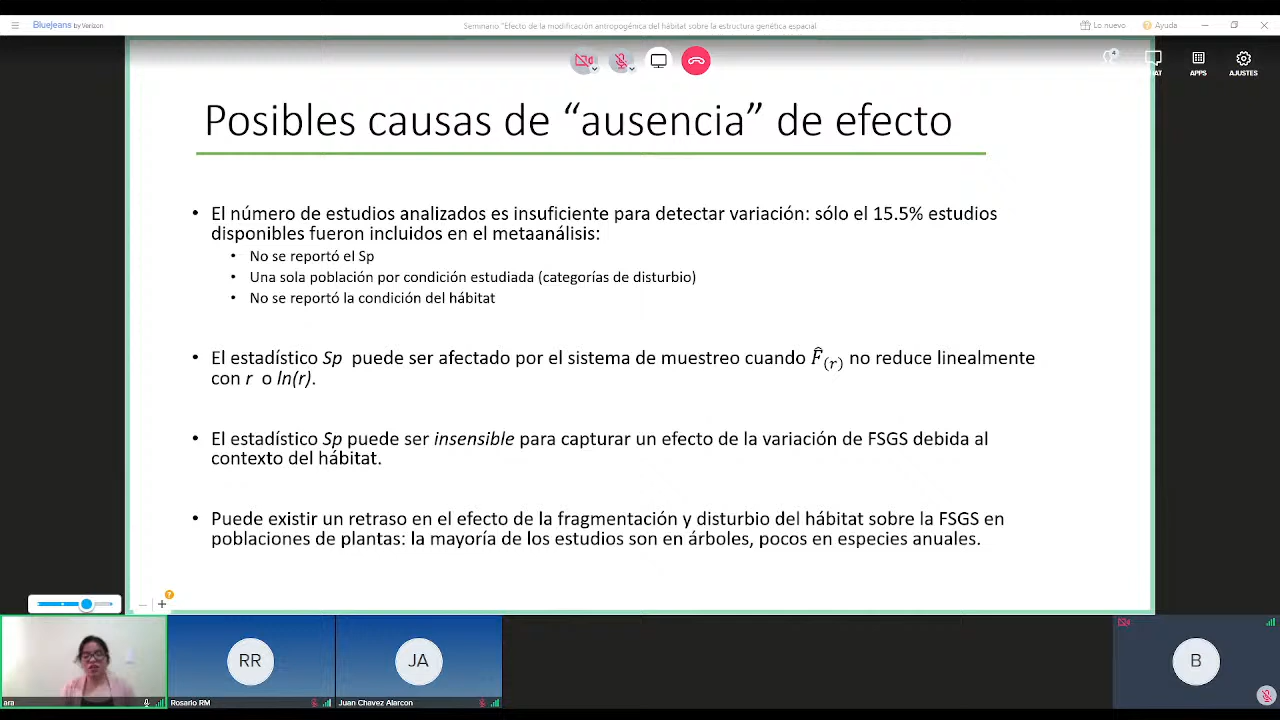 BlueJeans by Verizon
Seminario "Efecto de la modificación antropogénica del hábitat sobre la estructura genética espacial
Lo nuevo
Ayuda
4
APPS
AJUSTES
Posibles causas de “ausencia” de efecto
• El número de estudios analizados es insuficiente para detectar variación: sólo el 15.5% estudios
disponibles fueron incluidos en el metaanálisis:
• No se reportó el Sp
• Una sola población por condición estudiada (categorías de disturbio)
• No se reportó la condición del hábitat
• El estadístico Sp puede ser afectado por el sistema de muestreo cuando F̂(r) no reduce linealmente
con r o ln(r).
• El estadístico Sp puede ser insensible para capturar un efecto de la variación de FSGS debida al
contexto del hábitat.
• Puede existir un retraso en el efecto de la fragmentación y disturbio del hábitat sobre la FSGS en
poblaciones de plantas: la mayoría de los estudios son en árboles, pocos en especies anuales.
RR
JA
B
ara
Rosario RM
Juan Chavez Alarcon